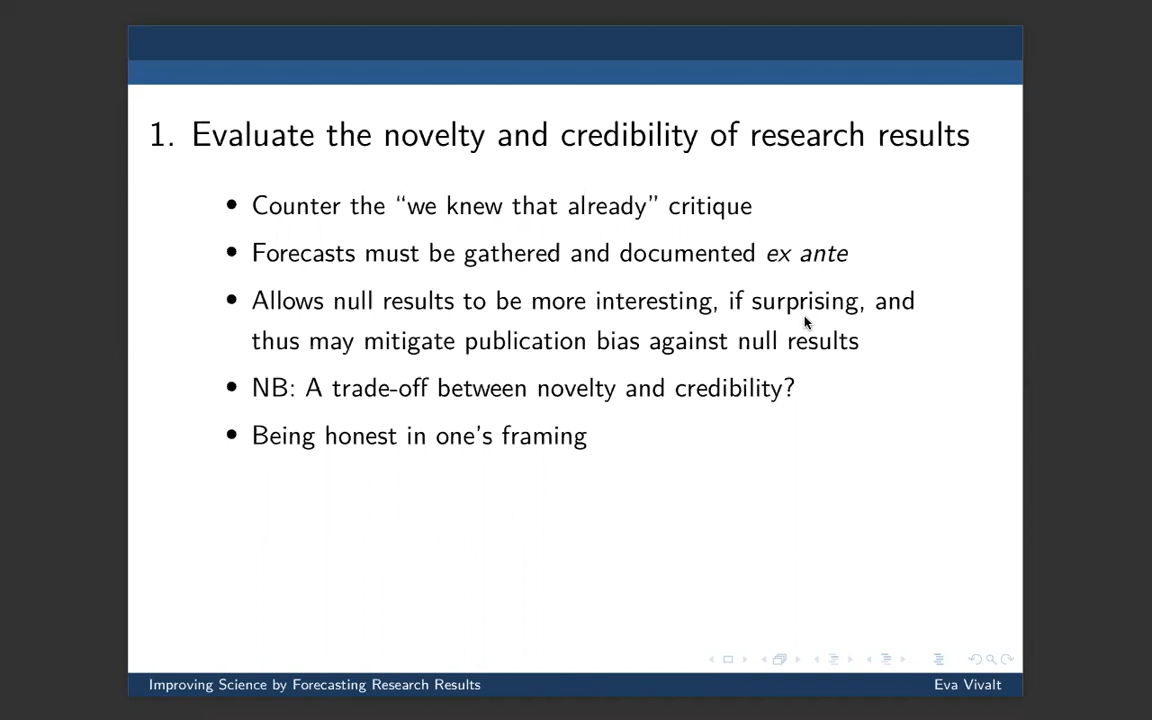 1. Evaluate the novelty and credibility of research results
• Counter the “we knew that already” critique
• Forecasts must be gathered and documented ex ante
• Allows null results to be more interesting, if surprising, and
thus may mitigate publication bias against null results
• NB: A trade-off between novelty and credibility?
• Being honest in one’s framing
Improving Science by Forecasting Research Results
Eva Vivalt